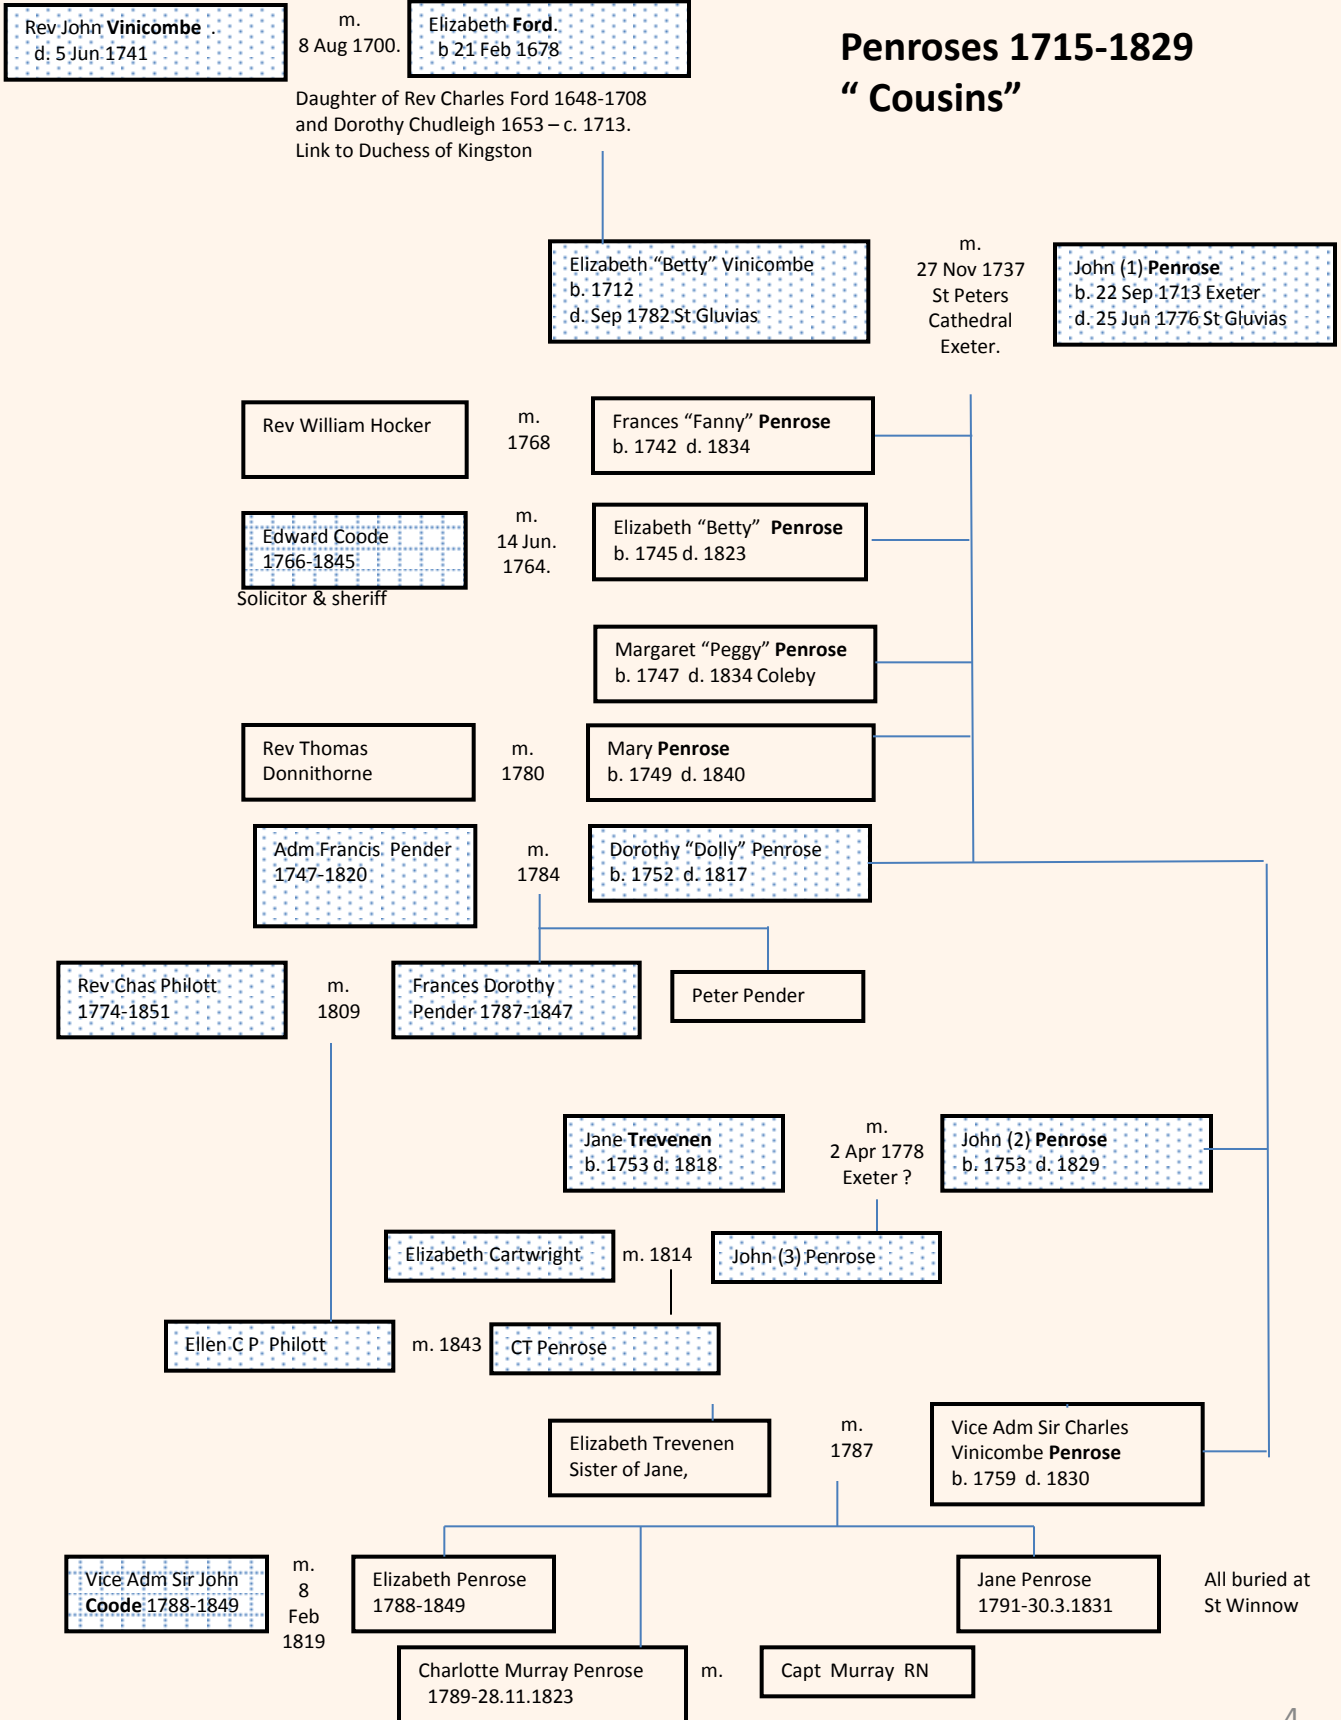 Rev John Vinicombe .
d. 5 Jun 1741
m.
8 Aug 1700.
Elizabeth Ford.
b 21 Feb 1678
Penroses 1715-1829
“ Cousins”
Daughter of Rev Charles Ford 1648-1708
and Dorothy Chudleigh 1653 – c. 1713.
Link to Duchess of Kingston
Elizabeth “Betty” Vinicombe
b. 1712
d. Sep 1782 St Gluvias
m.
27 Nov 1737
St Peters
Cathedral
Exeter.
John (1) Penrose
b. 22 Sep 1713 Exeter
d. 25 Jun 1776 St Gluvias
Rev William Hocker
m.
1768
Frances “Fanny” Penrose
b. 1742 d. 1834
Edward Coode
1766-1845
Solicitor & sheriff
m.
14 Jun.
1764.
Elizabeth “Betty” Penrose
b. 1745 d. 1823
Margaret “Peggy” Penrose
b. 1747 d. 1834 Coleby
Rev Thomas
Donnithorne
m.
1780
Mary Penrose
b. 1749 d. 1840
Adm Francis Pender
1747-1820
m.
1784
Dorothy “Dolly” Penrose
b. 1752 d. 1817
Rev Chas Philott
1774-1851
m.
1809
Frances Dorothy
Pender 1787-1847
Peter Pender
Jane Trevenen
b. 1753 d. 1818
m.
2 Apr 1778
Exeter ?
John (2) Penrose
b. 1753 d. 1829
Elizabeth Cartwright
m. 1814
John (3) Penrose
Ellen C P Philott
m. 1843
CT Penrose
Elizabeth Trevenen
Sister of Jane,
m.
1787
Vice Adm Sir Charles
Vinicombe Penrose
b. 1759 d. 1830
Vice Adm Sir John
Coode 1788-1849
m.
8
Feb
1819
Elizabeth Penrose
1788-1849
Jane Penrose
1791-30.3.1831
All buried at
St Winnow
Charlotte Murray Penrose
1789-28.11.1823
m.
Capt Murray RN
4